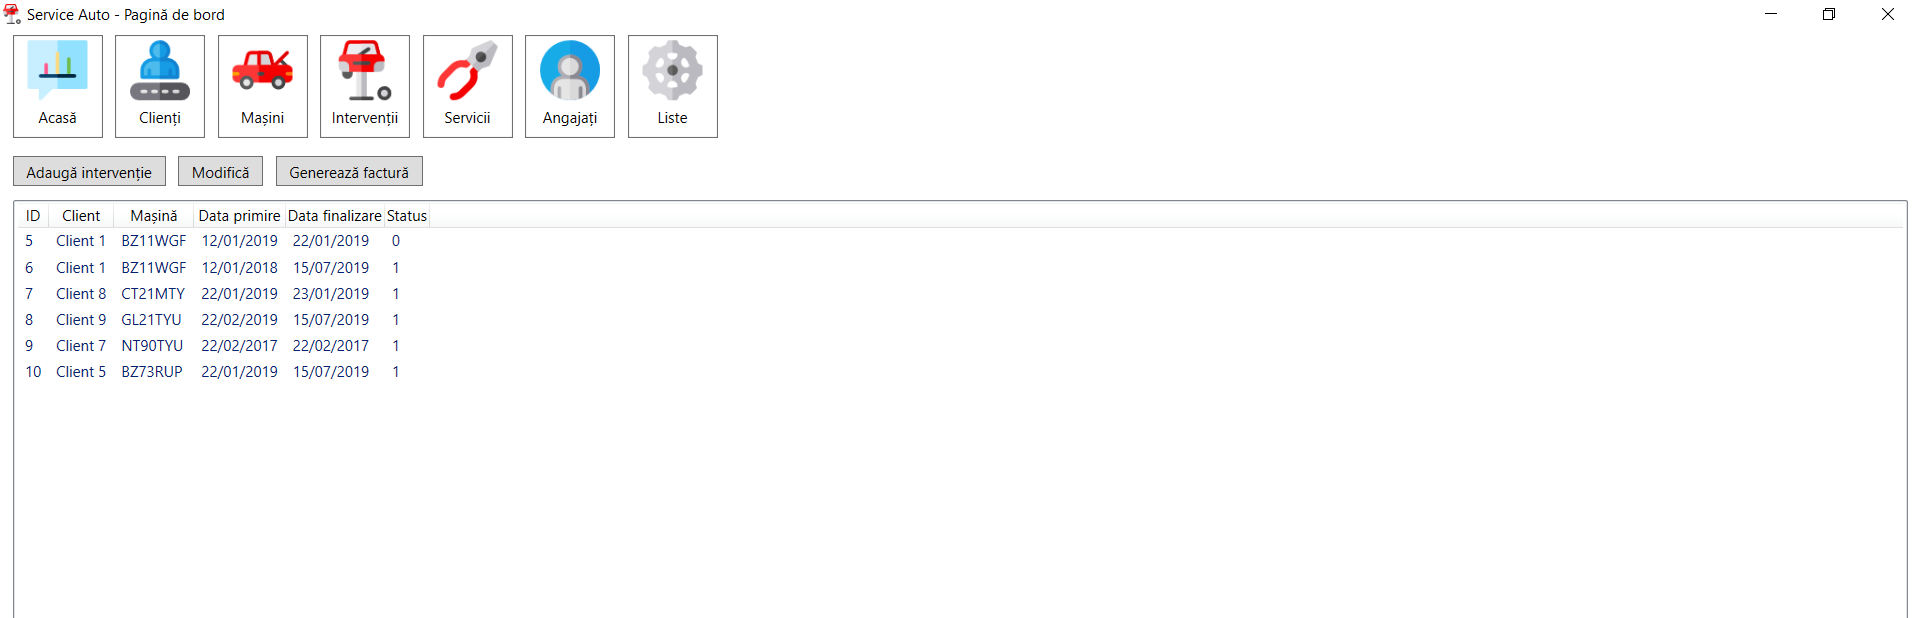 Service Auto - Pagină de bord
Acasă Clienți Mașini Intervenții Servicii Angajați Liste
Adaugă intervenție Modifică Generează factură
ID Client Mașină Data primire Data finalizare Status
5 Client 1 BZ11WGF 12/01/2019 22/01/2019 0
6 Client 1 BZ11WGF 12/01/2018 15/07/2019 1
7 Client 8 CT21MTY 22/01/2019 23/01/2019 1
8 Client 9 GL21TYU 22/02/2019 15/07/2019 1
9 Client 7 NT90TYU 22/02/2017 22/02/2017 1
10 Client 5 BZ73RUP 22/01/2019 15/07/2019 1